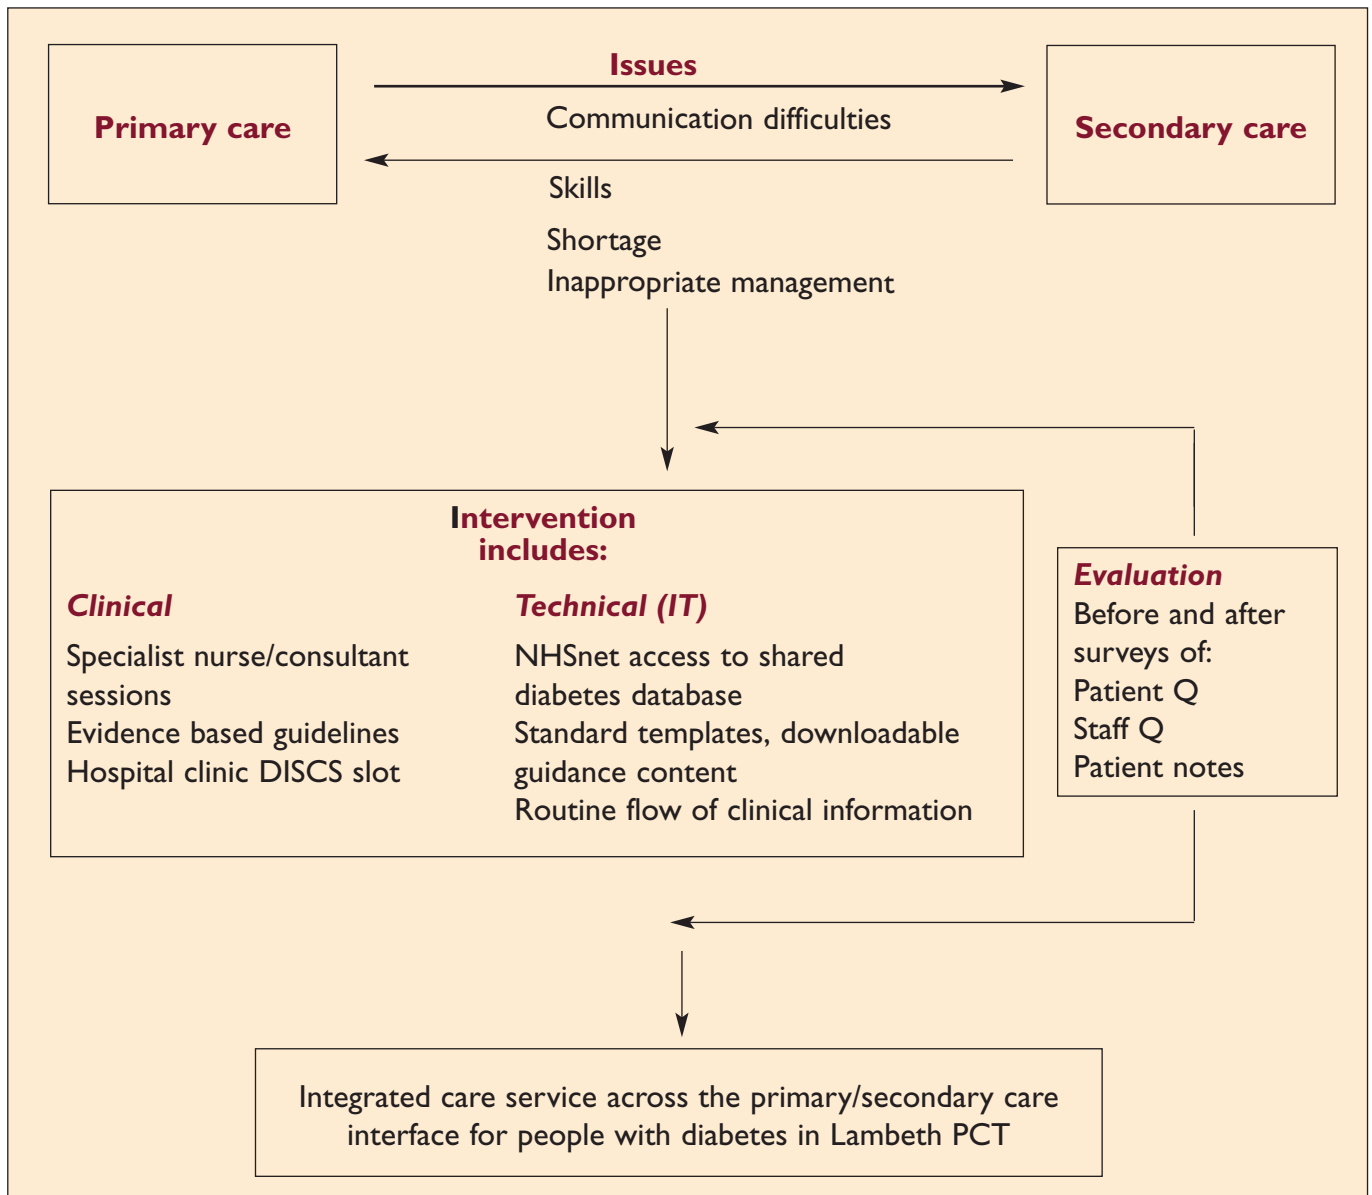 Issues
Primary care
Communication difficulties
Secondary care
Skills
Shortage
Inappropriate management
Intervention
includes:
Clinical
Specialist nurse/consultant
sessions
Evidence based guidelines
Hospital clinic DISCS slot
Technical (IT)
NHSnet access to shared
diabetes database
Standard templates, downloadable
guidance content
Routine flow of clinical information
Evaluation
Before and after
surveys of:
Patient Q
Staff Q
Patient notes
Integrated care service across the primary/secondary care
interface for people with diabetes in Lambeth PCT